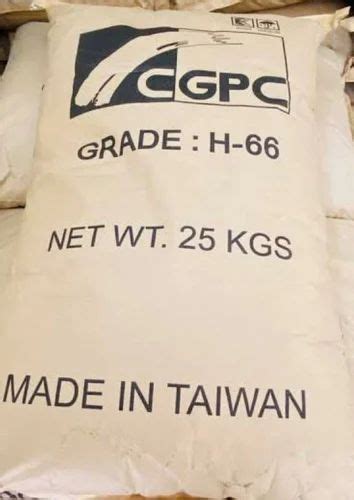 CGPC
GRADE : H-66
NET WT. 25 KGS
MADE IN TAIWAN